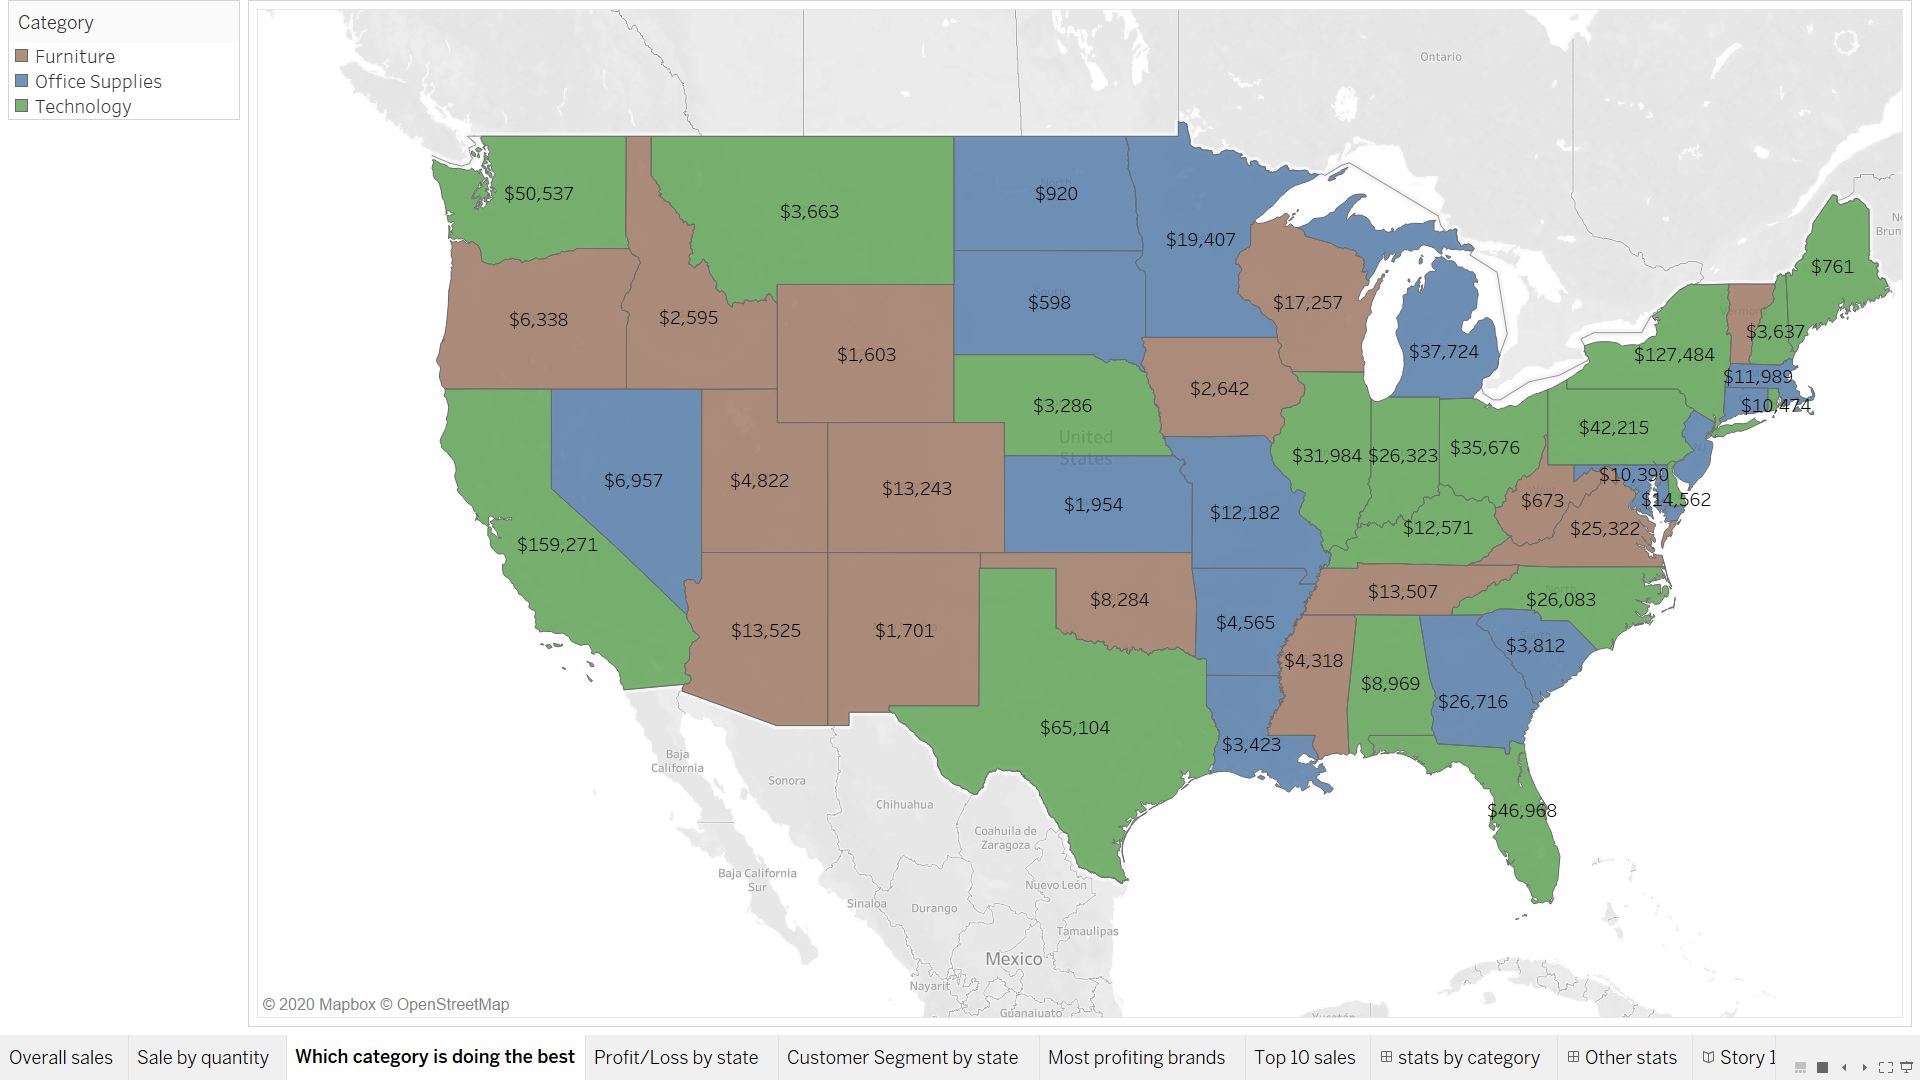 Category
Furniture
Office Supplies
Technology
Ontario
$50,537
$3,663
$920
$19,407
$761
$6,338
$2,595
$1,603
$598
$17,257
$37,724
$3,637
$127,484
$11,989
$10,474
$2,642
$3,286
United
States
$31,984
$26,323
$35,676
$42,215
$10,390
$14,562
$6,957
$4,822
$13,243
$1,954
$12,182
$12,571
$673
$25,322
$159,271
$8,284
$13,507
$26,083
$13,525
$1,701
$4,565
$4,318
$8,969
$26,716
$3,812
$65,104
$3,423
$46,968
Baja
California
Sonora
Chihuahua
Coahuila de
Zaragoza
Baja California
Sur
Nuevo León
Sinaloa
Durango
Tamaulipas
Mexico
Nayarit
Guanajuato
© 2020 Mapbox © OpenStreetMap
Overall sales
Sale by quantity
Which category is doing the best
Profit/Loss by state
Customer Segment by state
Most profiting brands
Top 10 sales
stats by category
Other stats
Story 1